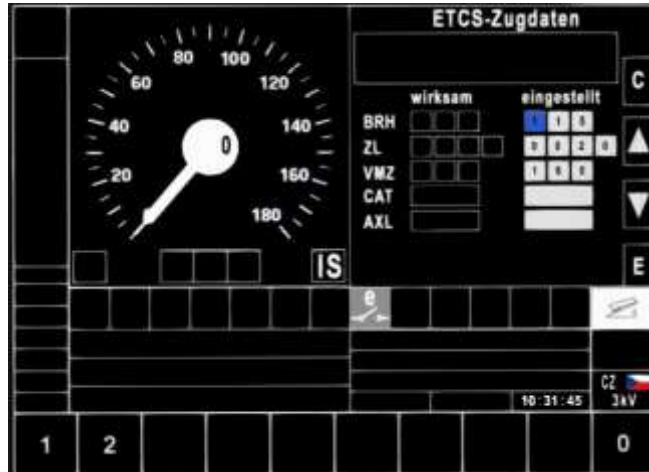 ETCS-Zugdaten
80 100
60 120
40 140
20 160
180
0
IS
wirksam eingestellt
BRH
ZL
VMZ
CAT
AXL
C
E
e
CZ
10:31:45 3kV
1 2 0